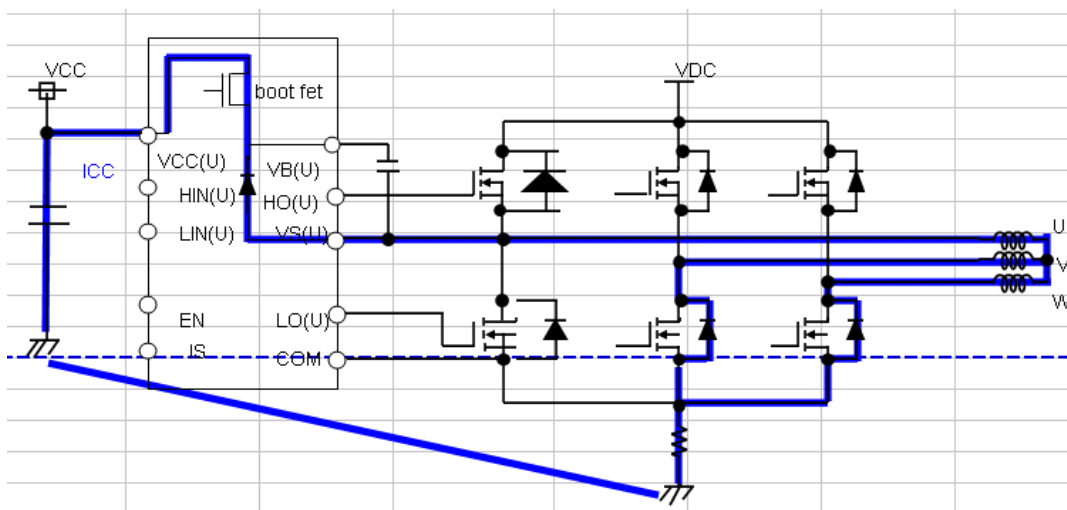 VCC
VDC
boot fet
ICC
VCC(U)
VB(U)
HIN(U)
HO(U)
LIN(U)
VS(U)
U
V
W
EN
LO(U)
IS
COM